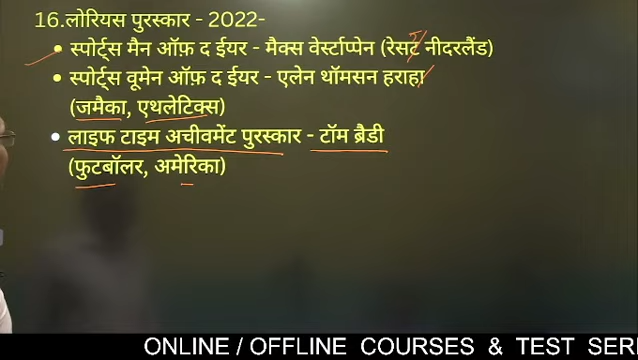 16.लोरियस पुरस्कार - 2022-
• स्पोर्ट्स मैन ऑफ़ द ईयर - मैक्स वेर्स्टाप्पेन (रेसट नीदरलैंड)
• स्पोर्ट्स वूमेन ऑफ़ द ईयर - एलेन थॉमसन हराहा
(जमैका, एथलेटिक्स)
• लाइफ टाइम अचीवमेंट पुरस्कार - टॉम ब्रैडी
(फुटबॉलर, अमेरिका)
ONLINE / OFFLINE COURSES & TEST SER